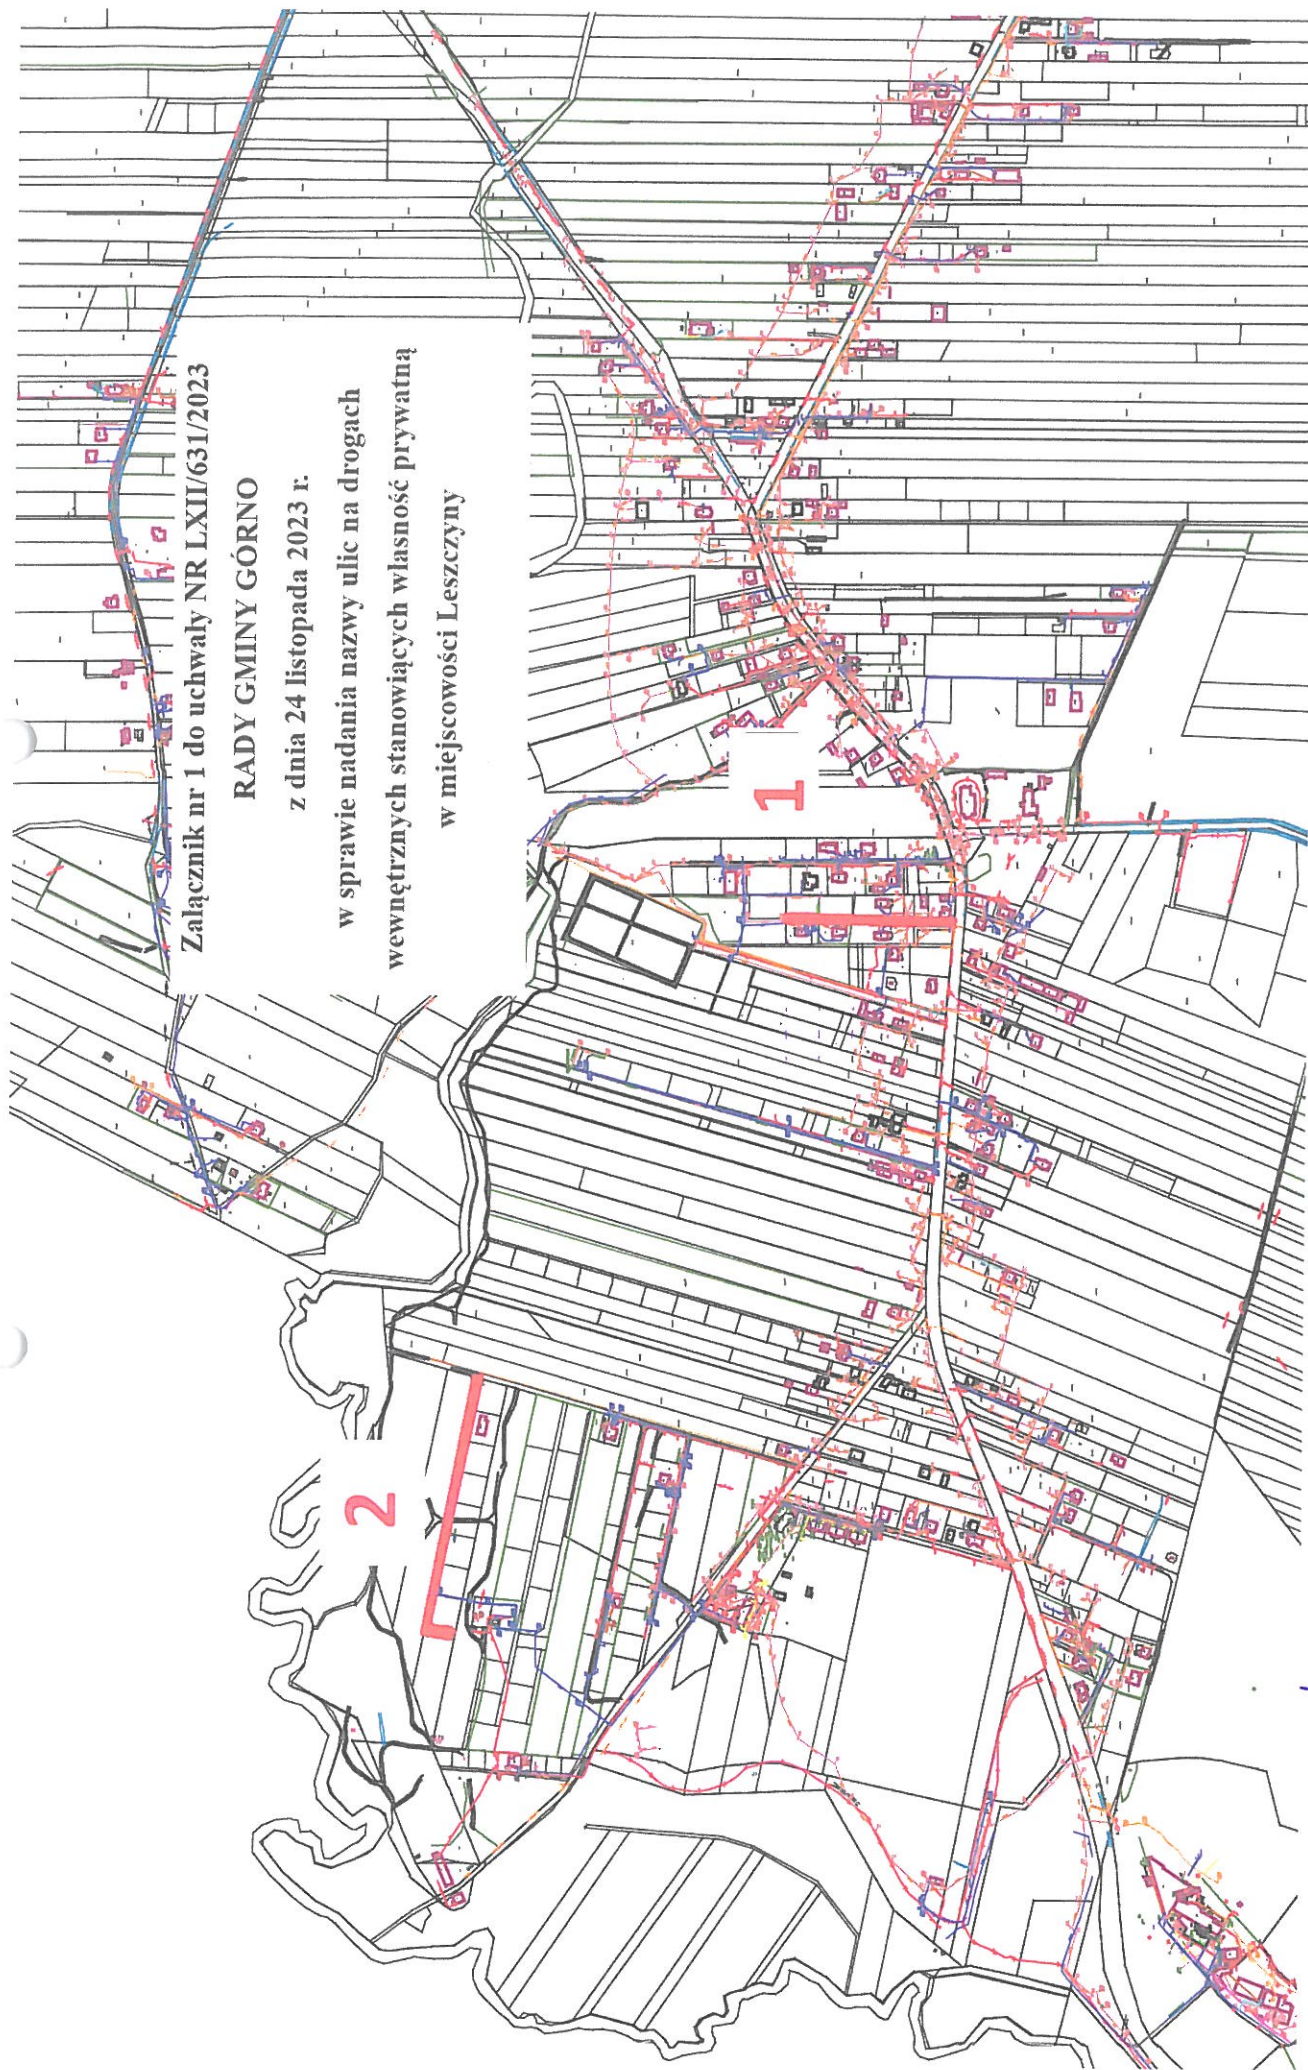 Załącznik nr 1 do uchwały NR LXII/631/2023
RADY GMINY GÓRNO
z dnia 24 listopada 2023 r.
w sprawie nadania nazwy ulic na drogach
wewnętrznych stanowiących własność prywatną
w miejscowości Leszczyny
1
2